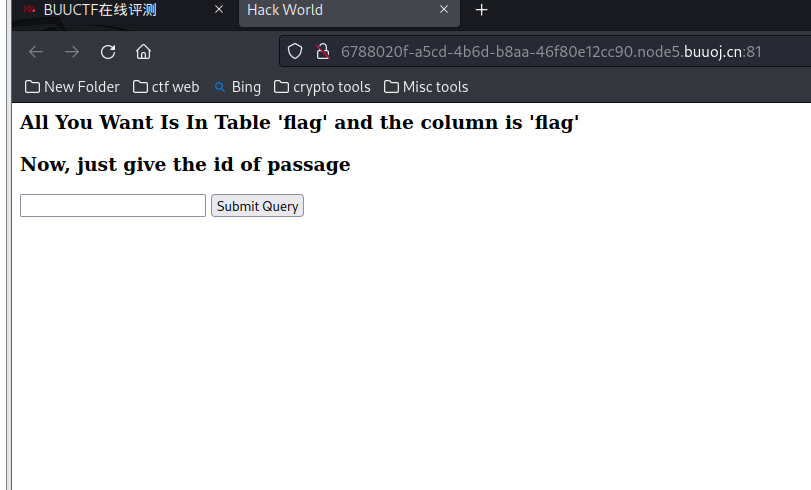 BUUCTF在线评测
Hack World
6788020f-a5cd-4b6d-b8aa-46f80e12cc90.node5.buuoj.cn:81
New Folder
ctf web
Bing
crypto tools
Misc tools
All You Want Is In Table 'flag' and the column is 'flag'
Now, just give the id of passage
Submit Query